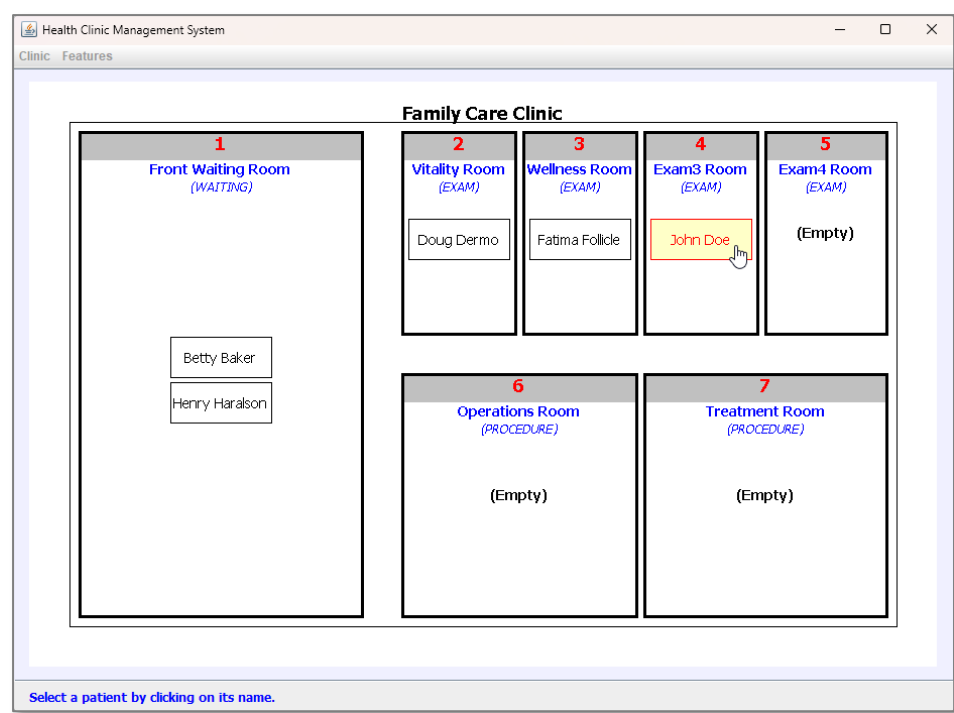 Health Clinic Management System
Clinic Features
Family Care Clinic
1
Front Waiting Room
(WAITING)
Betty Baker
Henry Haralson
2
Vitality Room
(EXAM)
Doug Dermo
3
Wellness Room
(EXAM)
Fatima Follicle
4
Exam3 Room
(EXAM)
John Doe
5
Exam4 Room
(EXAM)
(Empty)
6
Operations Room
(PROCEDURE)
(Empty)
7
Treatment Room
(PROCEDURE)
(Empty)
Select a patient by clicking on its name.